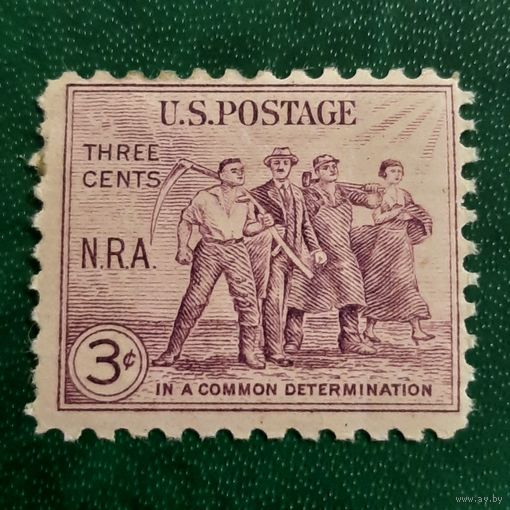 U.S.POSTAGE
THREE
CENTS
N.R.A.
3¢
IN A COMMON DETERMINATION
www.ay.by